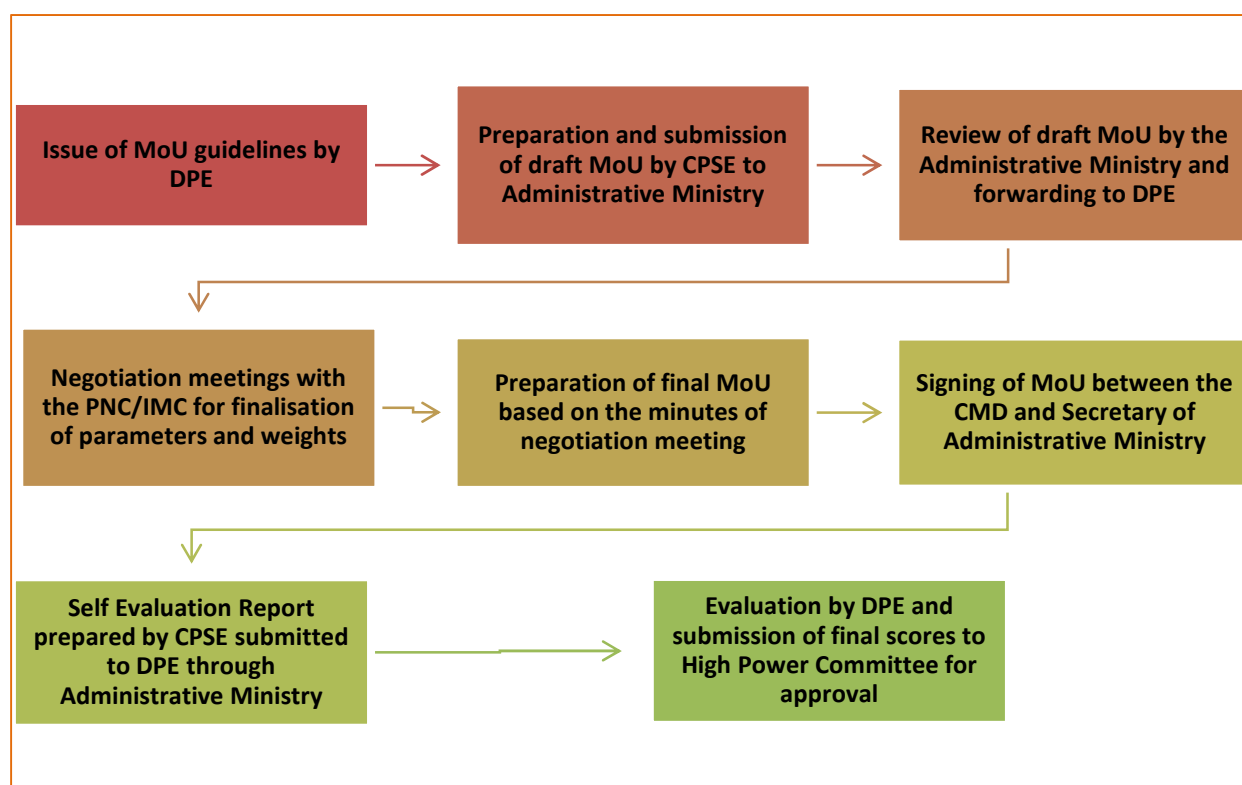 Issue of MoU guidelines by
DPE
Preparation and submission
of draft MoU by CPSE to
Administrative Ministry
Review of draft MoU by the
Administrative Ministry and
forwarding to DPE
Negotiation meetings with
the PNC/IMC for finalisation
of parameters and weights
Preparation of final MoU
based on the minutes of
negotiation meeting
Signing of MoU between the
CMD and Secretary of
Administrative Ministry
Self Evaluation Report
prepared by CPSE submitted
to DPE through
Administrative Ministry
Evaluation by DPE and
submission of final scores to
High Power Committee for
approval